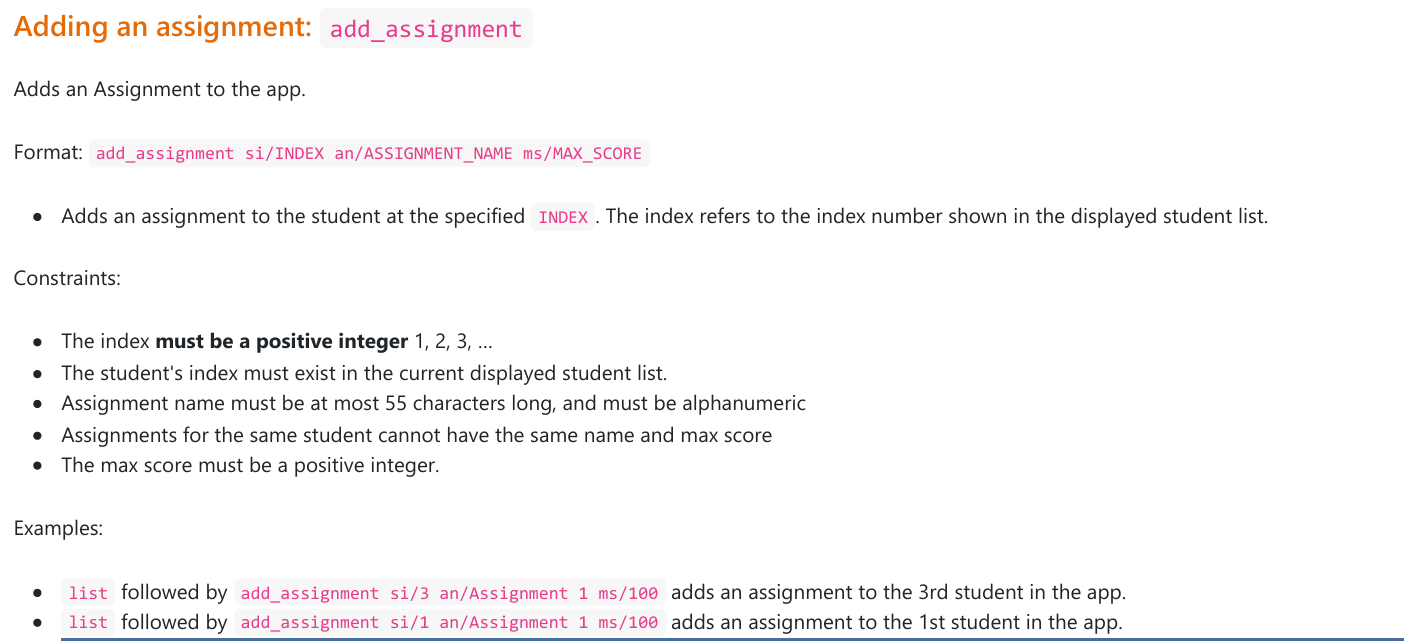 Adding an assignment: add_assignment
Adds an Assignment to the app.
Format: add_assignment si/INDEX an/ASSIGNMENT_NAME ms/MAX_SCORE
● Adds an assignment to the student at the specified INDEX. The index refers to the index number shown in the displayed student list.
Constraints:
● The index must be a positive integer 1, 2, 3, …
● The student's index must exist in the current displayed student list.
● Assignment name must be at most 55 characters long, and must be alphanumeric
● Assignments for the same student cannot have the same name and max score
● The max score must be a positive integer.
Examples:
● list followed by add_assignment si/3 an/Assignment 1 ms/100 adds an assignment to the 3rd student in the app.
● list followed by add_assignment si/1 an/Assignment 1 ms/100 adds an assignment to the 1st student in the app.